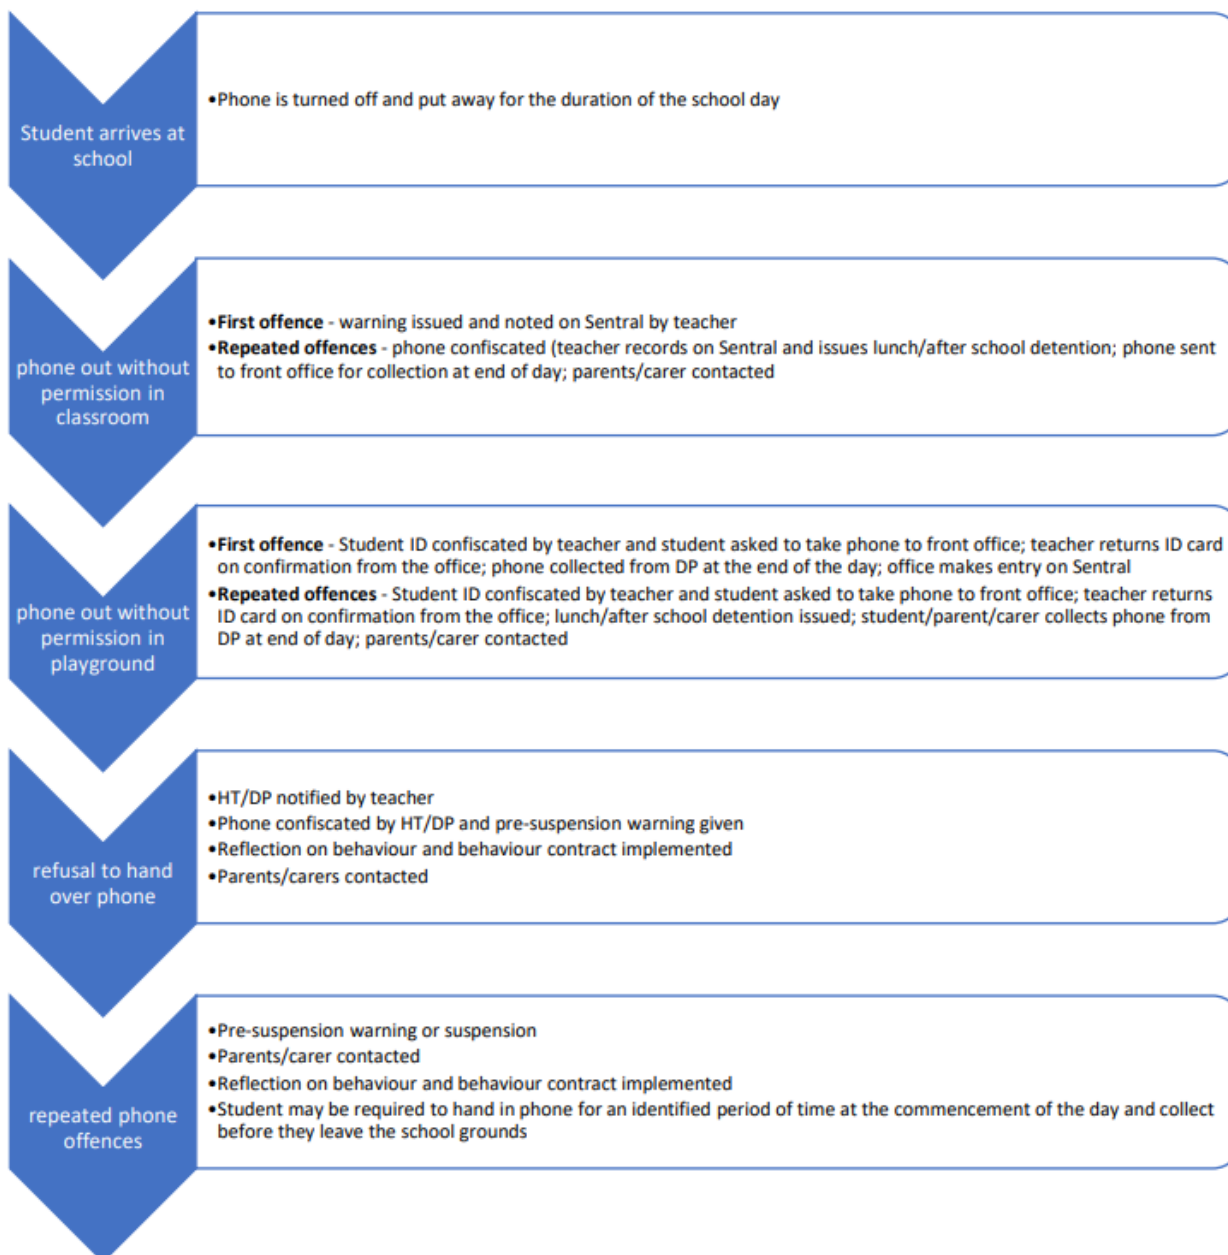 Student arrives at
school
•Phone is turned off and put away for the duration of the school day
phone out without
permission in
classroom
•First offence - warning issued and noted on Sentral by teacher
•Repeated offences - phone confiscated (teacher records on Sentral and issues lunch/after school detention; phone sent
to front office for collection at end of day; parents/carer contacted
phone out without
permission in
playground
•First offence - Student ID confiscated by teacher and student asked to take phone to front office; teacher returns ID card
on confirmation from the office; phone collected from DP at the end of the day; office makes entry on Sentral
•Repeated offences - Student ID confiscated by teacher and student asked to take phone to front office; teacher returns
ID card on confirmation from the office; lunch/after school detention issued; student/parent/carer collects phone from
DP at end of day; parents/carer contacted
refusal to hand
over phone
•HT/DP notified by teacher
•Phone confiscated by HT/DP and pre-suspension warning given
•Reflection on behaviour and behaviour contract implemented
•Parents/carers contacted
repeated phone
offences
•Pre-suspension warning or suspension
•Parents/carer contacted
•Reflection on behaviour and behaviour contract implemented
•Student may be required to hand in phone for an identified period of time at the commencement of the day and collect
before they leave the school grounds